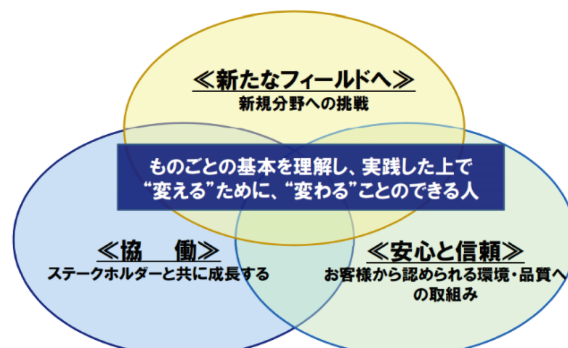 ≪新たなフィールドへ≫
新規分野への挑戦
ものごとの基本を理解し、実践した上で
“変える”ために、“変わる”ことのできる人
≪協　働≫
ステークホルダーと共に成長する
≪安心と信頼≫
お客様から認められる環境・品質へ
の取組み